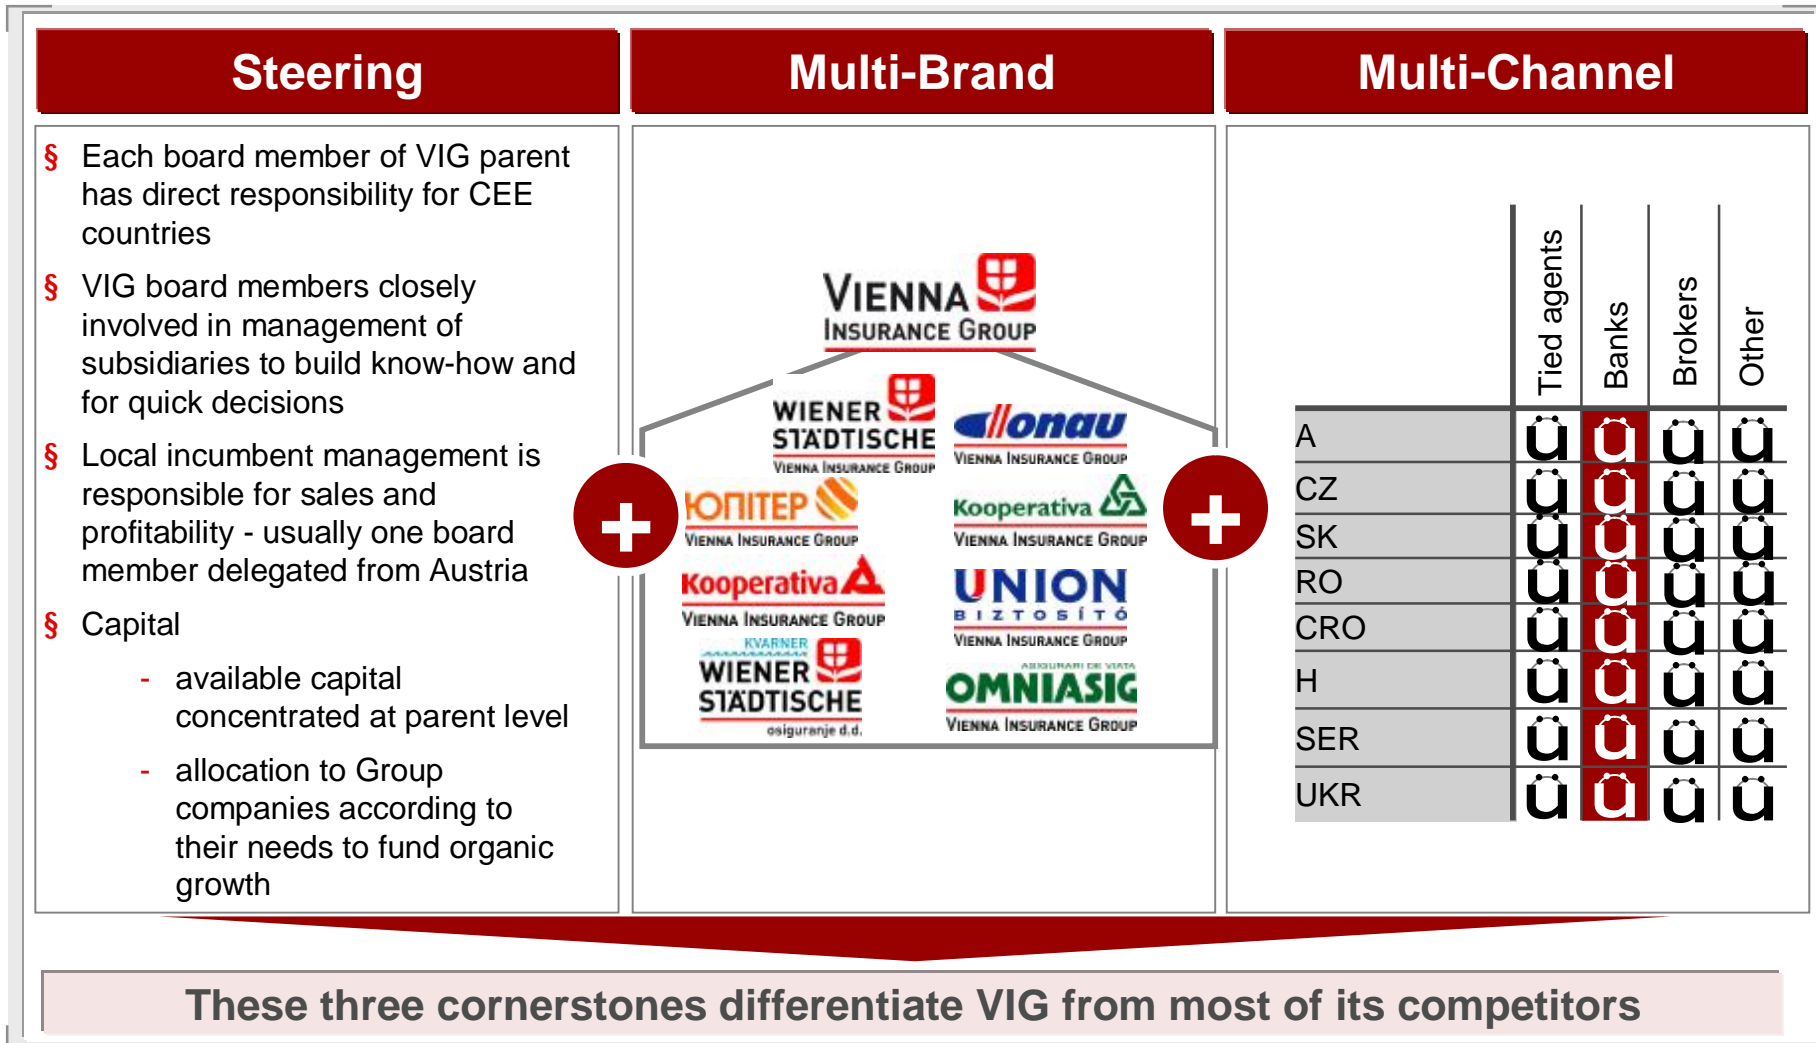 Steering
§ Each board member of VIG parent
has direct responsibility for CEE
countries
§ VIG board members closely
involved in management of
subsidiaries to build know-how and
for quick decisions
§ Local incumbent management is
responsible for sales and
profitability - usually one board
member delegated from Austria
§ Capital
- available capital
concentrated at parent level
- allocation to Group
companies according to
their needs to fund organic
growth
+
Multi-Brand
VIENNA
INSURANCE GROUP
WIENER
STÄDTISCHE
VIENNA INSURANCE GROUP
Donau
VIENNA INSURANCE GROUP
ЮПІТЕР
VIENNA INSURANCE GROUP
Kooperativa
VIENNA INSURANCE GROUP
Kooperativa
VIENNA INSURANCE GROUP
UNION
BIZTOSÍTÓ
VIENNA INSURANCE GROUP
KVARNER
WIENER
STÄDTISCHE
osiguranje d.d.
ASIGURARI DE VIATA
OMNIASIG
VIENNA INSURANCE GROUP
+
Multi-Channel
Tied agents Banks Brokers Other
A ü ü ü ü
CZ ü ü ü ü
SK ü ü ü ü
RO ü ü ü ü
CRO ü ü ü ü
H ü ü ü ü
SER ü ü ü ü
UKR ü ü ü ü
These three cornerstones differentiate VIG from most of its competitors